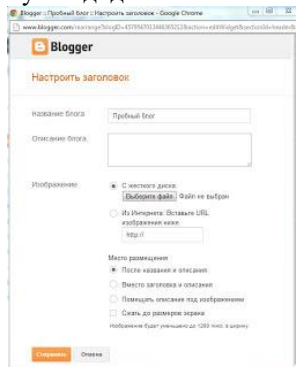 Blogger :: Пробный блог :: Настроить заголовок - Google Chrome
Blogger
Настроить заголовок
Название блога
Пробный блог
Описание блога
Изображение
С жесткого диска:
Выберите файл Файл не выбран
Из Интернета: Вставьте URL
изображения ниже
http://
Место размещения
После названия и описания
Вместо заголовка и описания
Помещать описание под изображением
Сжать до размеров экрана
Изображение будет уменьшено до 1280 пикс. в ширину
Сохранить Отмена